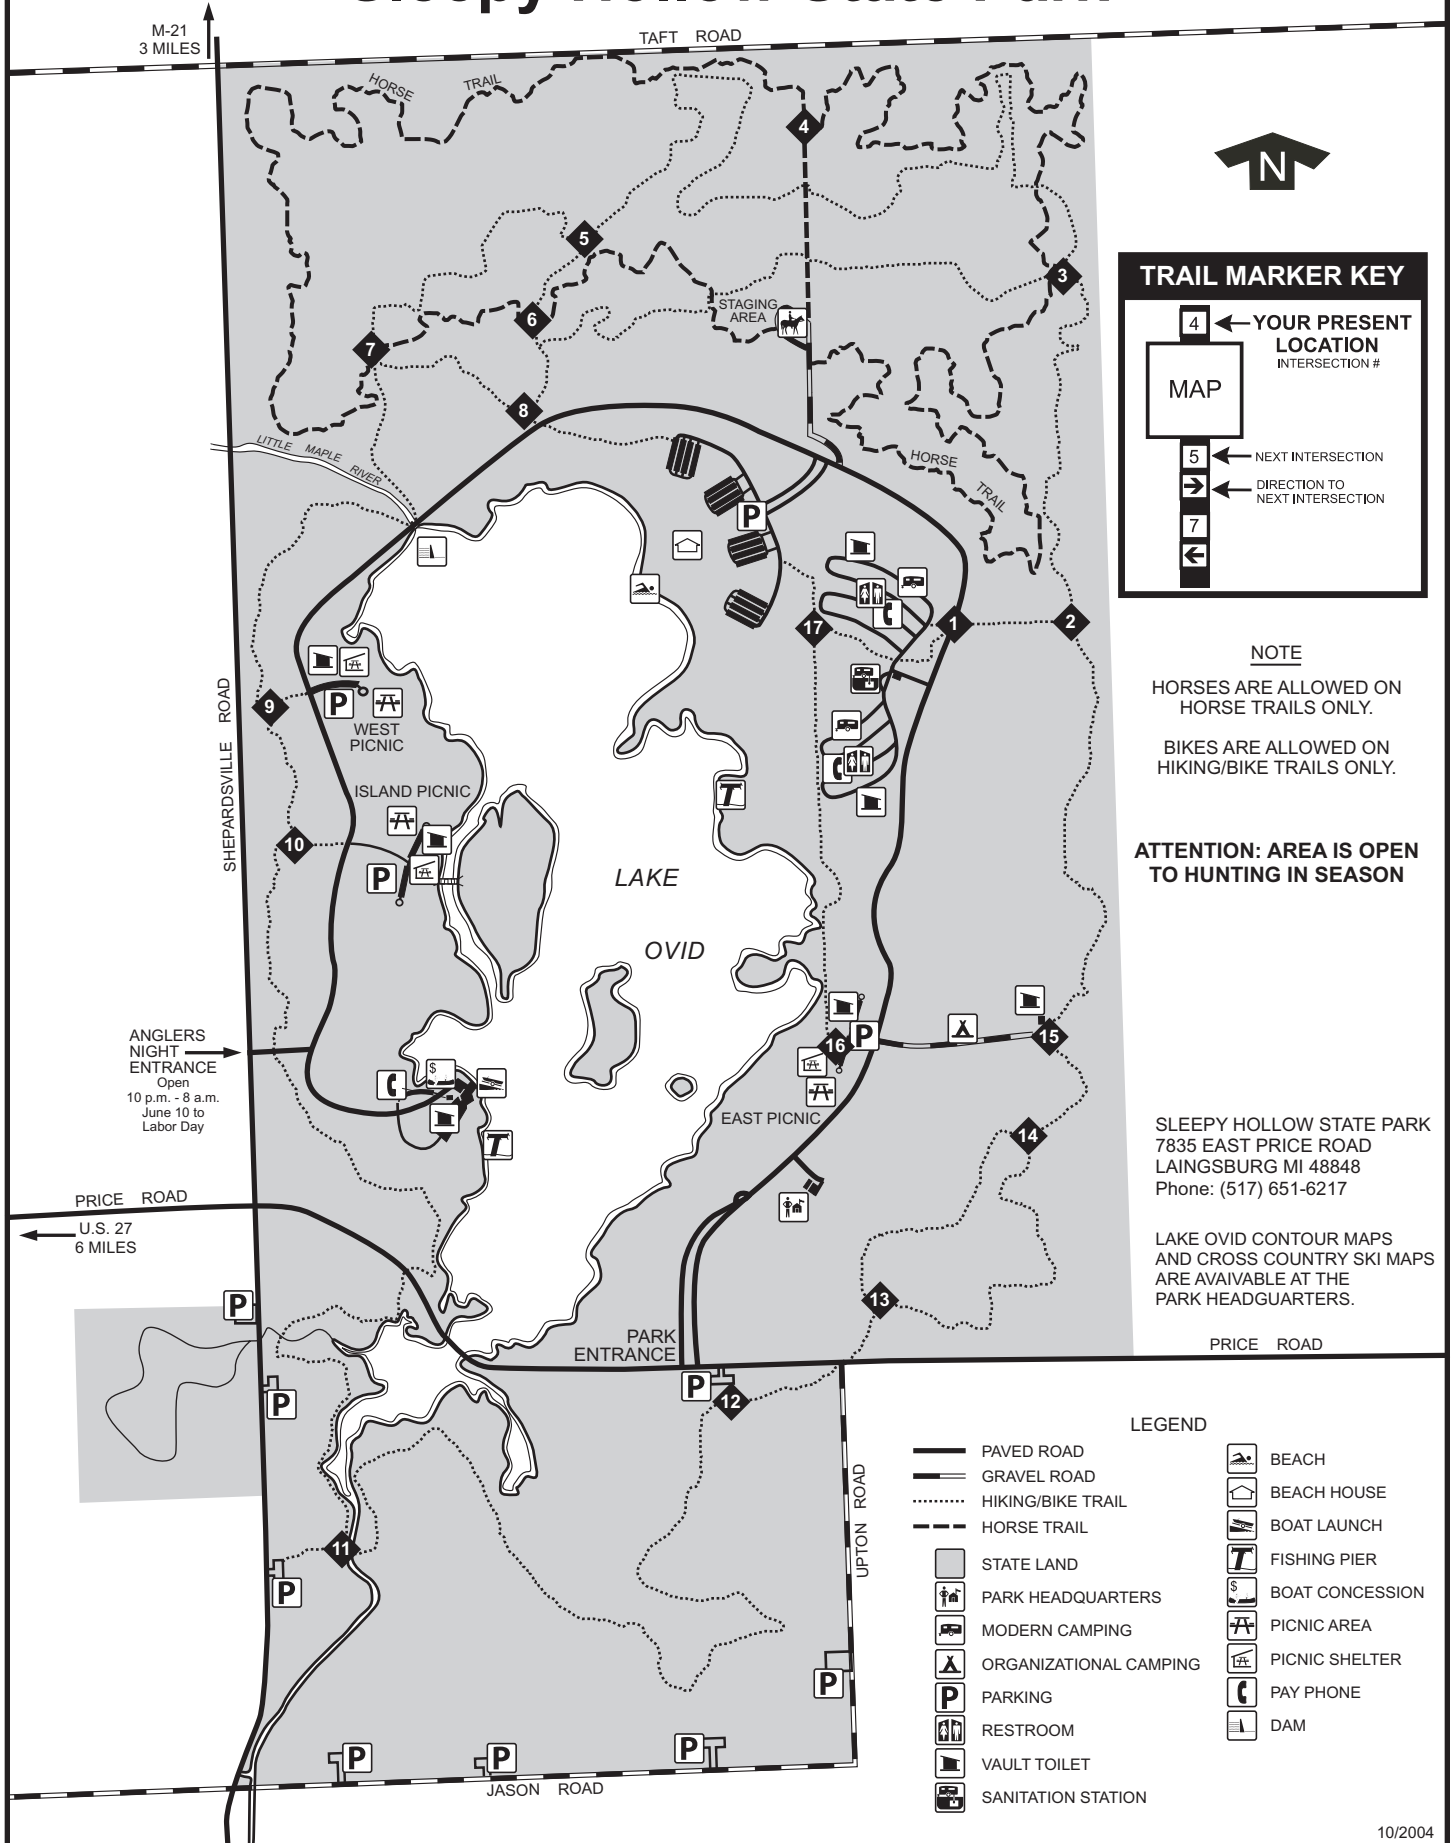 Sleepy Hollow State Park
M-21
3 MILES
TAFT ROAD
HORSE TRAIL
4
N
5
3
TRAIL MARKER KEY
4
YOUR PRESENT
LOCATION
INTERSECTION #
MAP
5
NEXT INTERSECTION
DIRECTION TO
NEXT INTERSECTION
7
STAGING
AREA
6
7
8
LITTLE MAPLE RIVER
HORSE TRAIL
P
17
1
2
NOTE
HORSES ARE ALLOWED ON
HORSE TRAILS ONLY.
BIKES ARE ALLOWED ON
HIKING/BIKE TRAILS ONLY.
ATTENTION: AREA IS OPEN
TO HUNTING IN SEASON
SHEPARDSVILLE ROAD
9
P
WEST
PICNIC
ISLAND PICNIC
10
P
LAKE
OVID
ANGLERS
NIGHT
ENTRANCE
Open
10 p.m. - 8 a.m.
June 10 to
Labor Day
$
P
16
15
EAST PICNIC
14
SLEEPY HOLLOW STATE PARK
7835 EAST PRICE ROAD
LAINGSBURG MI 48848
Phone: (517) 651-6217
LAKE OVID CONTOUR MAPS
AND CROSS COUNTRY SKI MAPS
ARE AVAIVABLE AT THE
PARK HEADGUARTERS.
PRICE ROAD
U.S. 27
6 MILES
P
13
PARK
ENTRANCE
PRICE ROAD
P
P
12
11
P
UPTON ROAD
P
P
P
P
JASON ROAD
LEGEND
PAVED ROAD
GRAVEL ROAD
HIKING/BIKE TRAIL
HORSE TRAIL
STATE LAND
PARK HEADQUARTERS
MODERN CAMPING
ORGANIZATIONAL CAMPING
P PARKING
RESTROOM
VAULT TOILET
SANITATION STATION
BEACH
BEACH HOUSE
BOAT LAUNCH
FISHING PIER
$ BOAT CONCESSION
PICNIC AREA
PICNIC SHELTER
PAY PHONE
DAM
10/2004